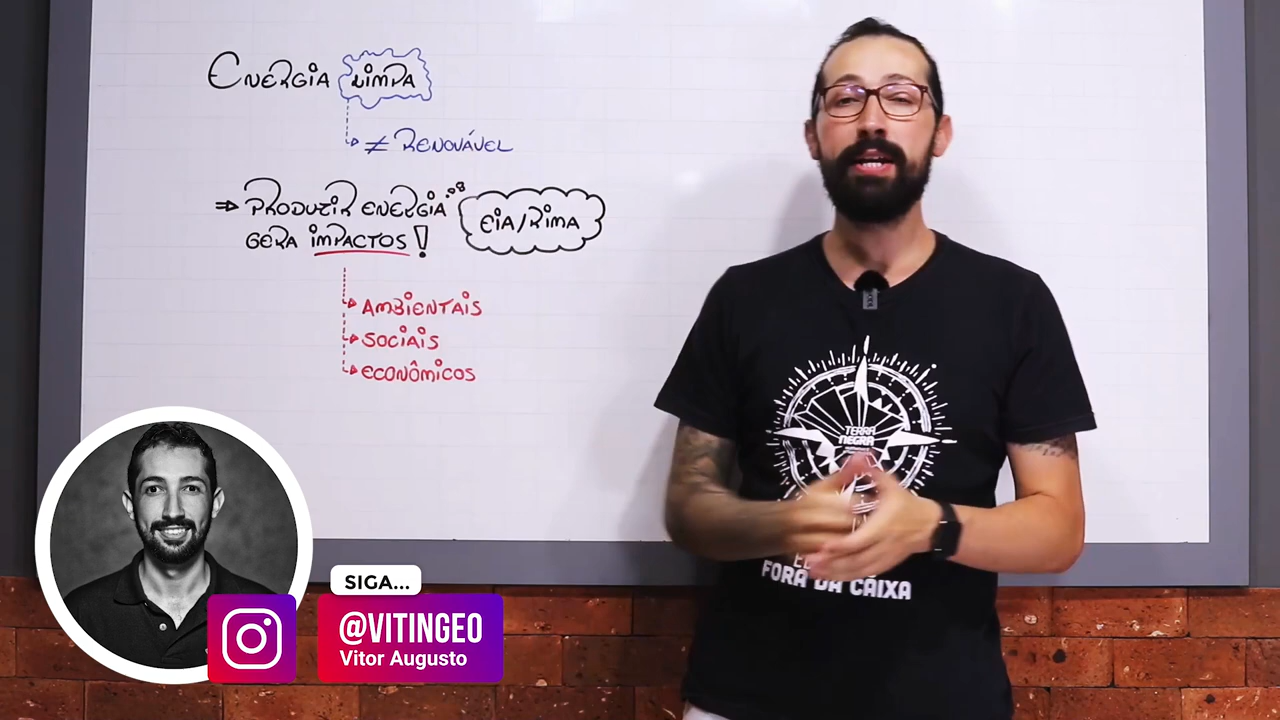 ENERGIA LIMPA
≠ RENOVÁVEL
⇒ PRODUZIR ENERGIA
GERA IMPACTOS!
EIA/RIMA
AMBIENTAIS
SOCIAIS
ECONÔMICOS
TERRA
NEGRA
FORA DA CAIXA
SIGA...
@VITINGEO
Vitor Augusto